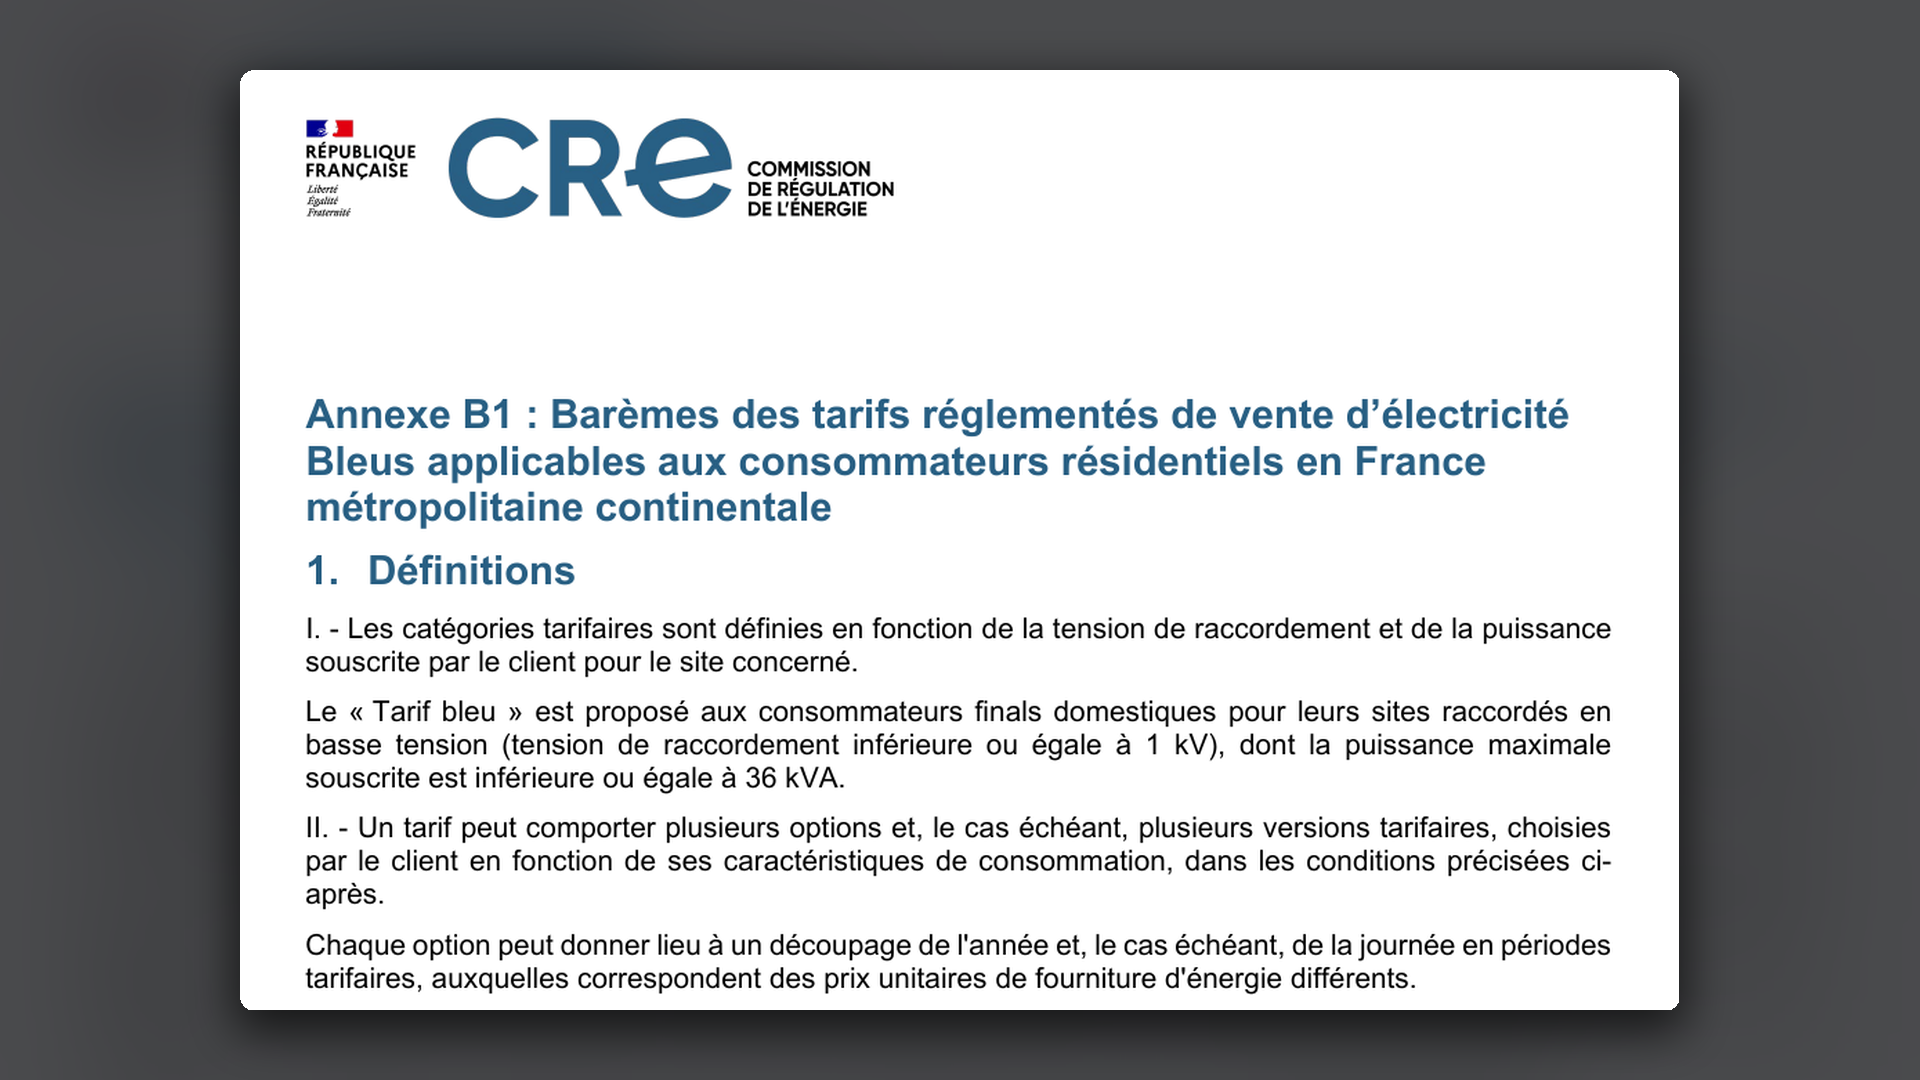 RÉPUBLIQUE
FRANÇAISE
Liberté
Égalité
Fraternité
CRe
COMMISSION
DE RÉGULATION
DE L'ÉNERGIE
Annexe B1 : Barèmes des tarifs réglementés de vente d’électricité
Bleus applicables aux consommateurs résidentiels en France
métropolitaine continentale
1. Définitions
I. - Les catégories tarifaires sont définies en fonction de la tension de raccordement et de la puissance
souscrite par le client pour le site concerné.
Le « Tarif bleu » est proposé aux consommateurs finals domestiques pour leurs sites raccordés en
basse tension (tension de raccordement inférieure ou égale à 1 kV), dont la puissance maximale
souscrite est inférieure ou égale à 36 kVA.
II. - Un tarif peut comporter plusieurs options et, le cas échéant, plusieurs versions tarifaires, choisies
par le client en fonction de ses caractéristiques de consommation, dans les conditions précisées ci-
après.
Chaque option peut donner lieu à un découpage de l'année et, le cas échéant, de la journée en périodes
tarifaires, auxquelles correspondent des prix unitaires de fourniture d'énergie différents.